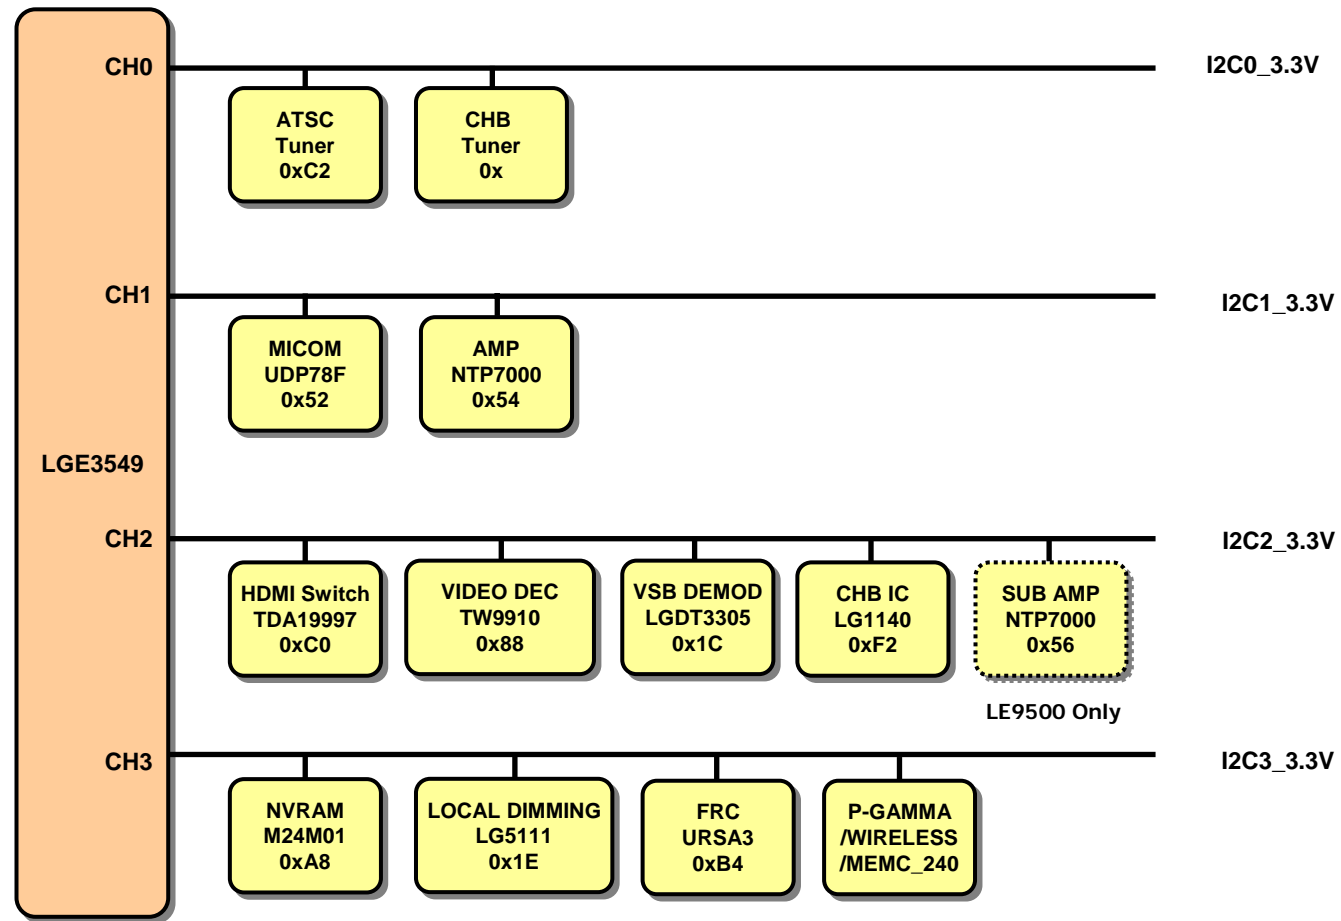 LGE3549
CH0
I2C0_3.3V
ATSC
Tuner
0xC2
CHB
Tuner
0x
CH1
I2C1_3.3V
MICOM
UDP78F
0x52
AMP
NTP7000
0x54
CH2
I2C2_3.3V
HDMI Switch
TDA19997
0xC0
VIDEO DEC
TW9910
0x88
VSB DEMOD
LGDT3305
0x1C
CHB IC
LG1140
0xF2
SUB AMP
NTP7000
0x56
LE9500 Only
CH3
I2C3_3.3V
NVRAM
M24M01
0xA8
LOCAL DIMMING
LG5111
0x1E
FRC
URSA3
0xB4
P-GAMMA
/WIRELESS
/MEMC_240